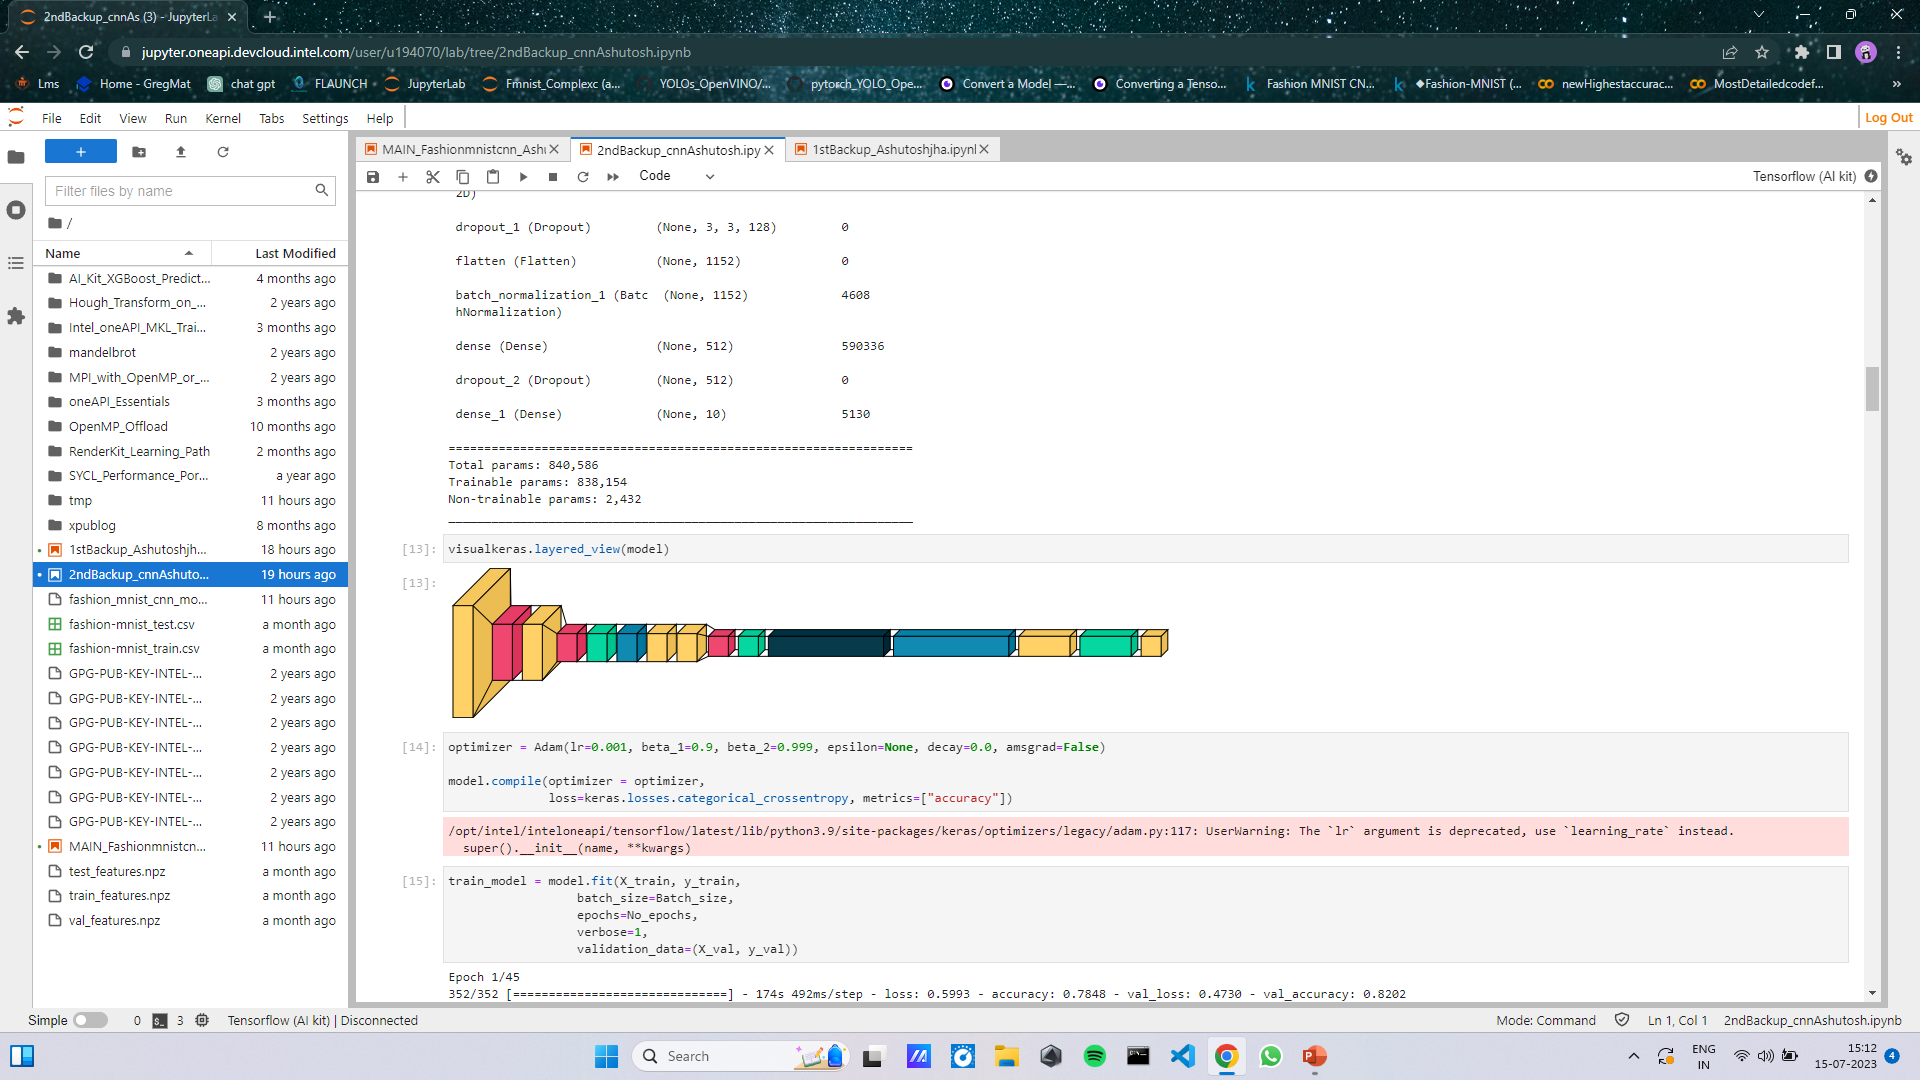 2ndBackup_cnnAs (3) - JupyterLa
jupyter.oneapi.devcloud.intel.com/user/u194070/lab/tree/2ndBackup_cnnAshutosh.ipynb
Lms
Home - GregMat
chat gpt
FLAUNCH
JupyterLab
Fmnist_Complexc (a...
YOLOs_OpenVINO/...
pytorch_YOLO_Ope...
Convert a Model —...
Converting a Tenso...
Fashion MNIST CN...
◆Fashion-MNIST (...
newHighestaccurac...
MostDetailedcodef...
»
File Edit View Run Kernel Tabs Settings Help
Log Out
Filter files by name
/
Name Last Modified
AI_Kit_XGBoost_Predict... 4 months ago
Hough_Transform_on_... 2 years ago
Intel_oneAPI_MKL_Trai... 3 months ago
mandelbrot 2 years ago
MPI_with_OpenMP_or_... 2 years ago
oneAPI_Essentials 3 months ago
OpenMP_Offload 10 months ago
RenderKit_Learning_Path 2 months ago
SYCL_Performance_Por... a year ago
tmp 11 hours ago
xpublog 8 months ago
1stBackup_Ashutoshjh... 18 hours ago
2ndBackup_cnnAshuto... 19 hours ago
fashion_mnist_cnn_mo... 11 hours ago
fashion-mnist_test.csv a month ago
fashion-mnist_train.csv a month ago
GPG-PUB-KEY-INTEL-... 2 years ago
GPG-PUB-KEY-INTEL-... 2 years ago
GPG-PUB-KEY-INTEL-... 2 years ago
GPG-PUB-KEY-INTEL-... 2 years ago
GPG-PUB-KEY-INTEL-... 2 years ago
GPG-PUB-KEY-INTEL-... 2 years ago
GPG-PUB-KEY-INTEL-... 2 years ago
MAIN_Fashionmnistcn... 11 hours ago
test_features.npz a month ago
train_features.npz a month ago
val_features.npz a month ago
MAIN_Fashionmnistcnn_Ashu
2ndBackup_cnnAshutosh.ipy
1stBackup_Ashutoshjha.ipynl
Code
Tensorflow (AI kit)
2D)
dropout_1 (Dropout) (None, 3, 3, 128) 0
flatten (Flatten) (None, 1152) 0
batch_normalization_1 (Batc (None, 1152) 4608
hNormalization)
dense (Dense) (None, 512) 590336
dropout_2 (Dropout) (None, 512) 0
dense_1 (Dense) (None, 10) 5130
=================================================================
Total params: 840,586
Trainable params: 838,154
Non-trainable params: 2,432
_________________________________________________________________
[13]: visualkeras.layered_view(model)
[13]:
[14]: optimizer = Adam(lr=0.001, beta_1=0.9, beta_2=0.999, epsilon=None, decay=0.0, amsgrad=False)
model.compile(optimizer = optimizer,
loss=keras.losses.categorical_crossentropy, metrics=["accuracy"])
/opt/intel/inteloneapi/tensorflow/latest/lib/python3.9/site-packages/keras/optimizers/legacy/adam.py:117: UserWarning: The `lr` argument is deprecated, use `learning_rate` instead.
super().__init__(name, **kwargs)
[15]: train_model = model.fit(X_train, y_train,
batch_size=Batch_size,
epochs=No_epochs,
verbose=1,
validation_data=(X_val, y_val))
Epoch 1/45
352/352 [==============================] - 174s 492ms/step - loss: 0.5993 - accuracy: 0.7848 - val_loss: 0.4730 - val_accuracy: 0.8202
Simple 0 3 Tensorflow (AI kit) | Disconnected
Mode: Command Ln 1, Col 1 2ndBackup_cnnAshutosh.ipynb
Search
ENG
IN
15:12
15-07-2023
4